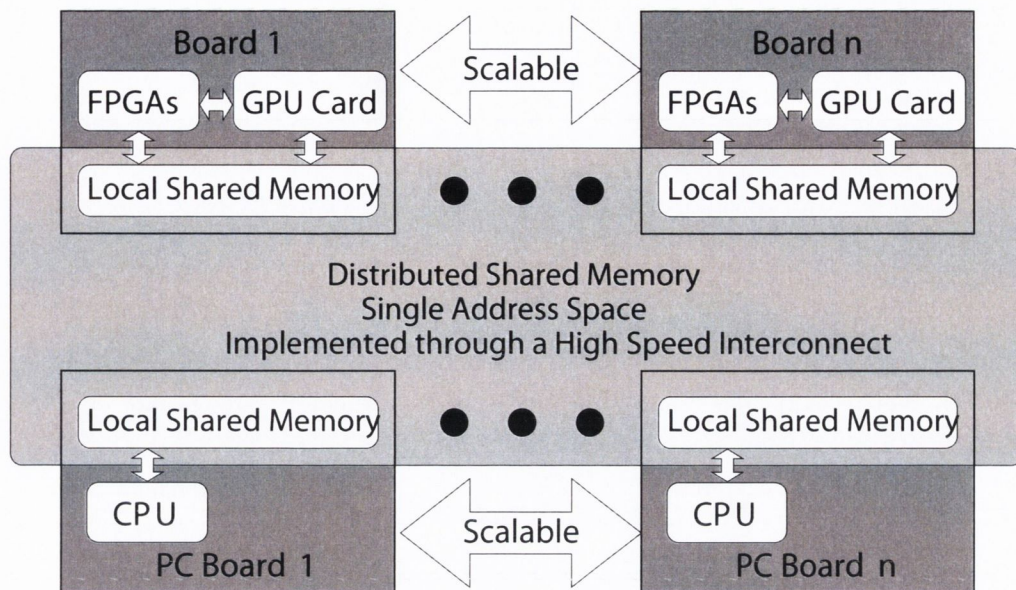 Board 1
Scalable
Board n
FPGAs
GPU Card
FPGAs
GPU Card
Local Shared Memory
Local Shared Memory
Distributed Shared Memory
Single Address Space
Implemented through a High Speed Interconnect
Local Shared Memory
Local Shared Memory
CPU
CPU
Scalable
PC Board 1
PC Board n